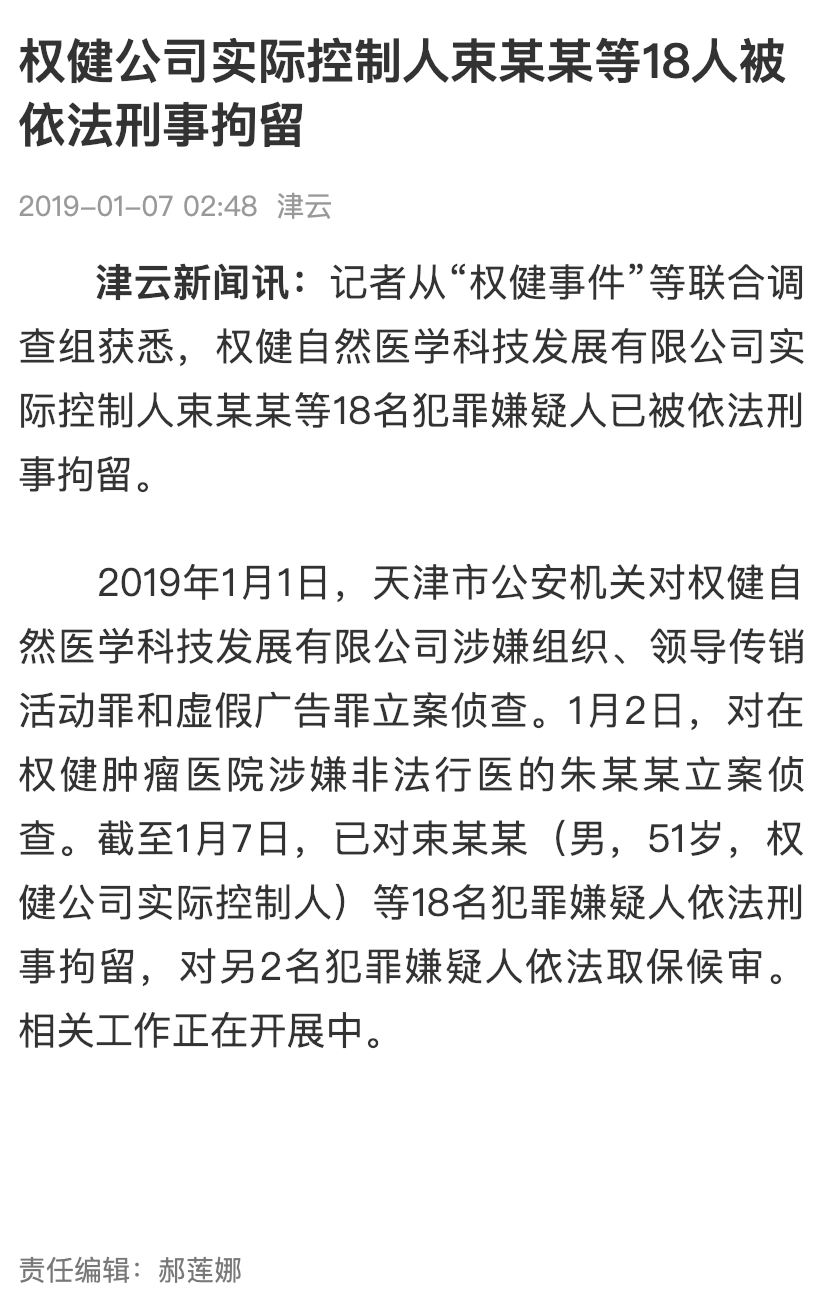 权健公司实际控制人束某某等18人被
依法刑事拘留
2019-01-07 02:48 津云
津云新闻讯：记者从“权健事件”等联合调
查组获悉，权健自然医学科技发展有限公司实
际控制人束某某等18名犯罪嫌疑人已被依法刑
事拘留。
2019年1月1日，天津市公安机关对权健自
然医学科技发展有限公司涉嫌组织、领导传销
活动罪和虚假广告罪立案侦查。1月2日，对在
权健肿瘤医院涉嫌非法行医的朱某某立案侦
查。截至1月7日，已对束某某（男，51岁，权
健公司实际控制人）等18名犯罪嫌疑人依法刑
事拘留，对另2名犯罪嫌疑人依法取保候审。
相关工作正在开展中。
责任编辑：郝莲娜